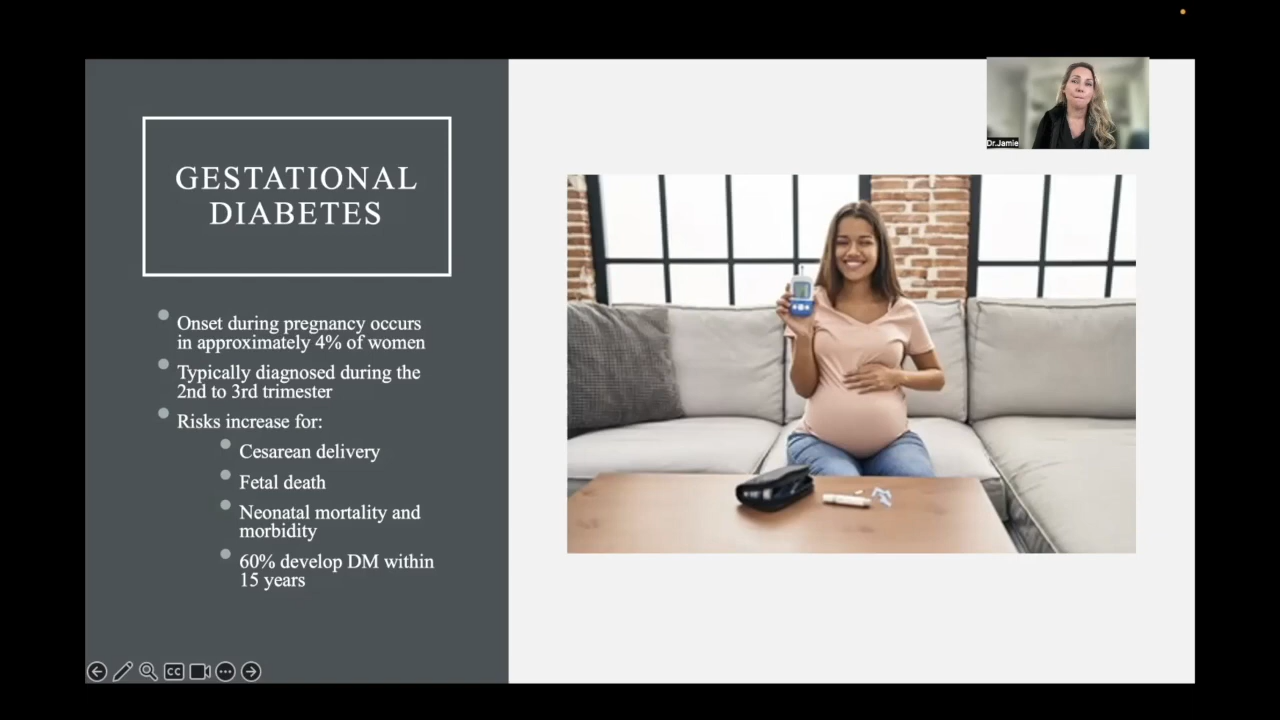 GESTATIONAL
DIABETES
Onset during pregnancy occurs
in approximately 4% of women
Typically diagnosed during the
2nd to 3rd trimester
Risks increase for:
Cesarean delivery
Fetal death
Neonatal mortality and
morbidity
60% develop DM within
15 years
Dr.Jamie
CC